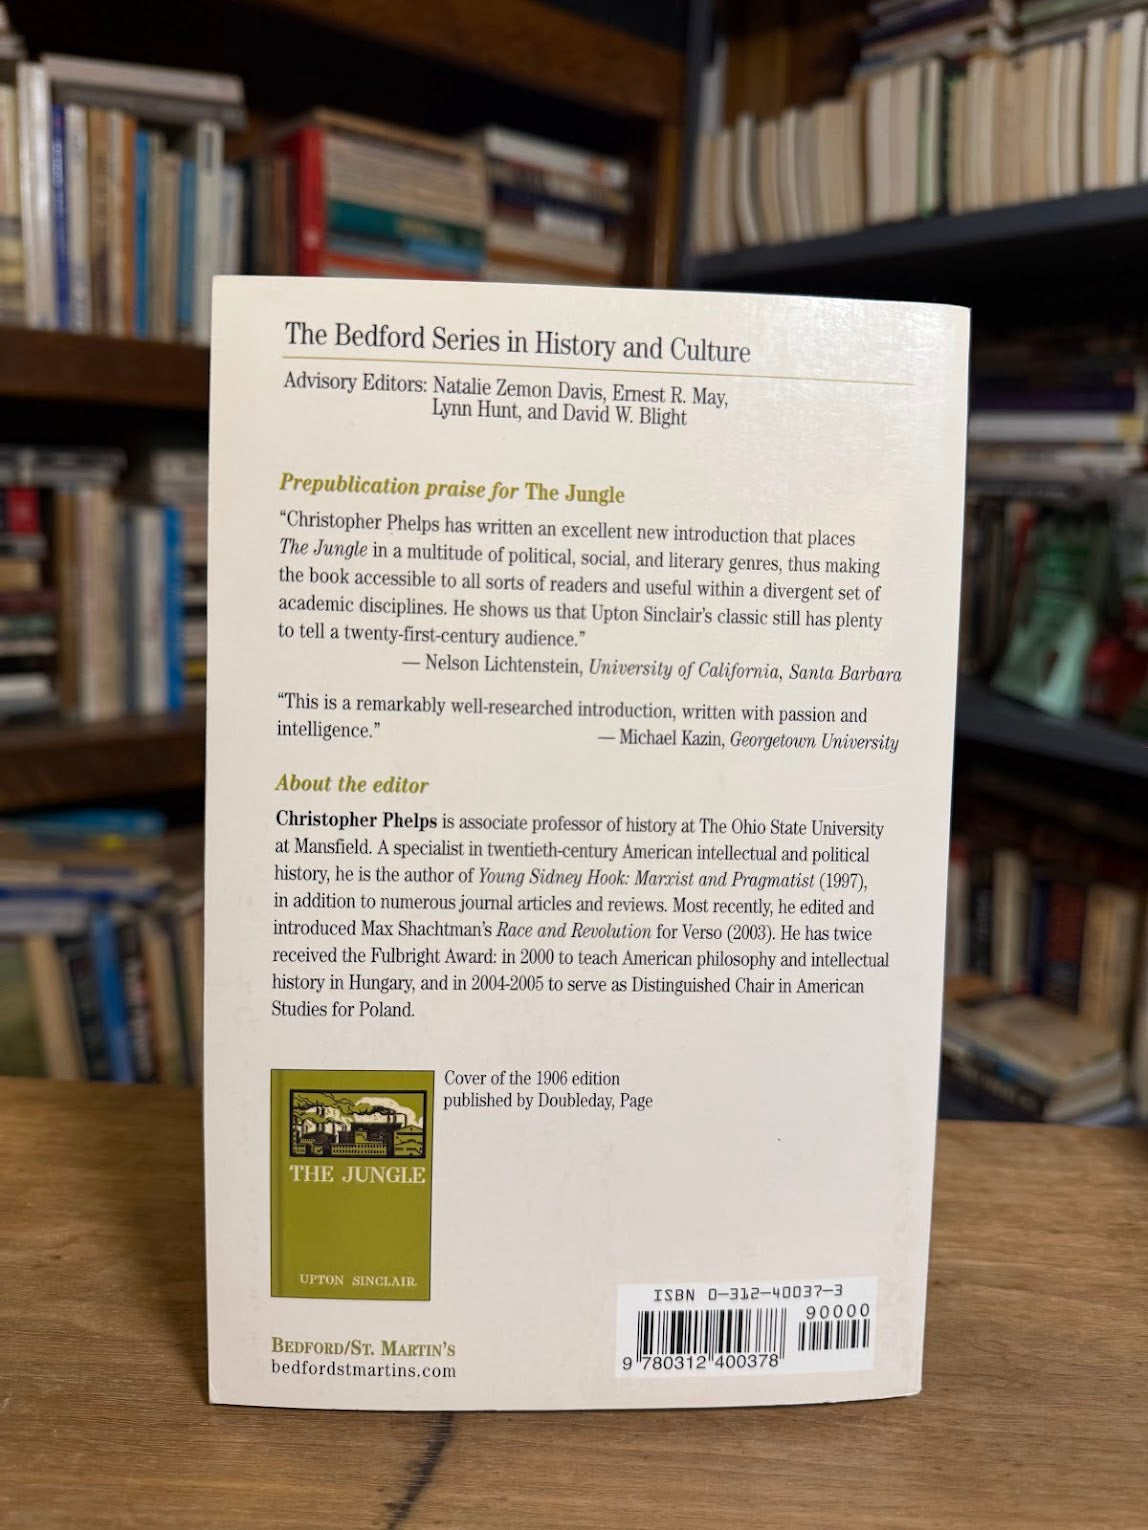 The Bedford Series in History and Culture
Advisory Editors: Natalie Zemon Davis, Ernest R. May,
Lynn Hunt, and David W. Blight
Prepublication praise for The Jungle
“Christopher Phelps has written an excellent new introduction that places
The Jungle in a multitude of political, social, and literary genres, thus making
the book accessible to all sorts of readers and useful within a divergent set of
academic disciplines. He shows us that Upton Sinclair’s classic still has plenty
to tell a twenty-first-century audience.”
— Nelson Lichtenstein, University of California, Santa Barbara
“This is a remarkably well-researched introduction, written with passion and
intelligence.” — Michael Kazin, Georgetown University
About the editor
Christopher Phelps is associate professor of history at The Ohio State University
at Mansfield. A specialist in twentieth-century American intellectual and political
history, he is the author of Young Sidney Hook: Marxist and Pragmatist (1997),
in addition to numerous journal articles and reviews. Most recently, he edited and
introduced Max Shachtman’s Race and Revolution for Verso (2003). He has twice
received the Fulbright Award: in 2000 to teach American philosophy and intellectual
history in Hungary, and in 2004-2005 to serve as Distinguished Chair in American
Studies for Poland.
THE JUNGLE
UPTON SINCLAIR
Cover of the 1906 edition
published by Doubleday, Page
BEDFORD/ST. MARTIN’S
bedfordstmartins.com
ISBN 0-312-40037-3
90000
9 780312 400378